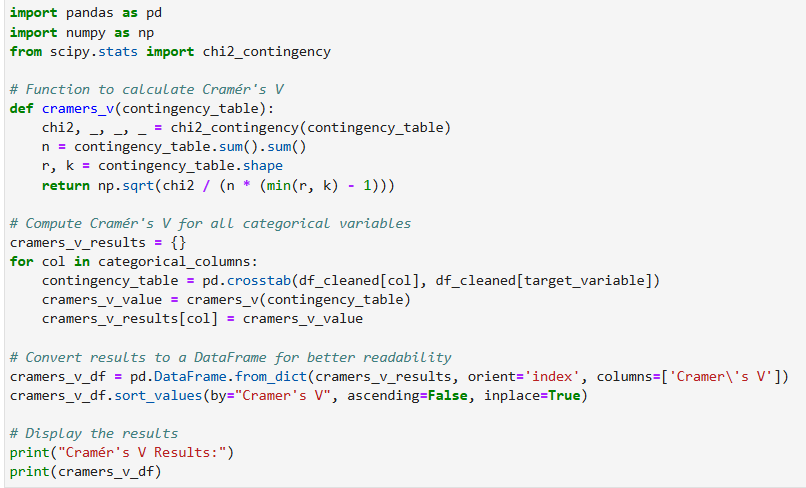 import pandas as pd
import numpy as np
from scipy.stats import chi2_contingency

# Function to calculate Cramér's V
def cramers_v(contingency_table):
    chi2, _, _, _ = chi2_contingency(contingency_table)
    n = contingency_table.sum().sum()
    r, k = contingency_table.shape
    return np.sqrt(chi2 / (n * (min(r, k) - 1)))

# Compute Cramér's V for all categorical variables
cramers_v_results = {}
for col in categorical_columns:
    contingency_table = pd.crosstab(df_cleaned[col], df_cleaned[target_variable])
    cramers_v_value = cramers_v(contingency_table)
    cramers_v_results[col] = cramers_v_value

# Convert results to a DataFrame for better readability
cramers_v_df = pd.DataFrame.from_dict(cramers_v_results, orient='index', columns=['Cramer\'s V'])
cramers_v_df.sort_values(by="Cramer's V", ascending=False, inplace=True)

# Display the results
print("Cramér's V Results:")
print(cramers_v_df)